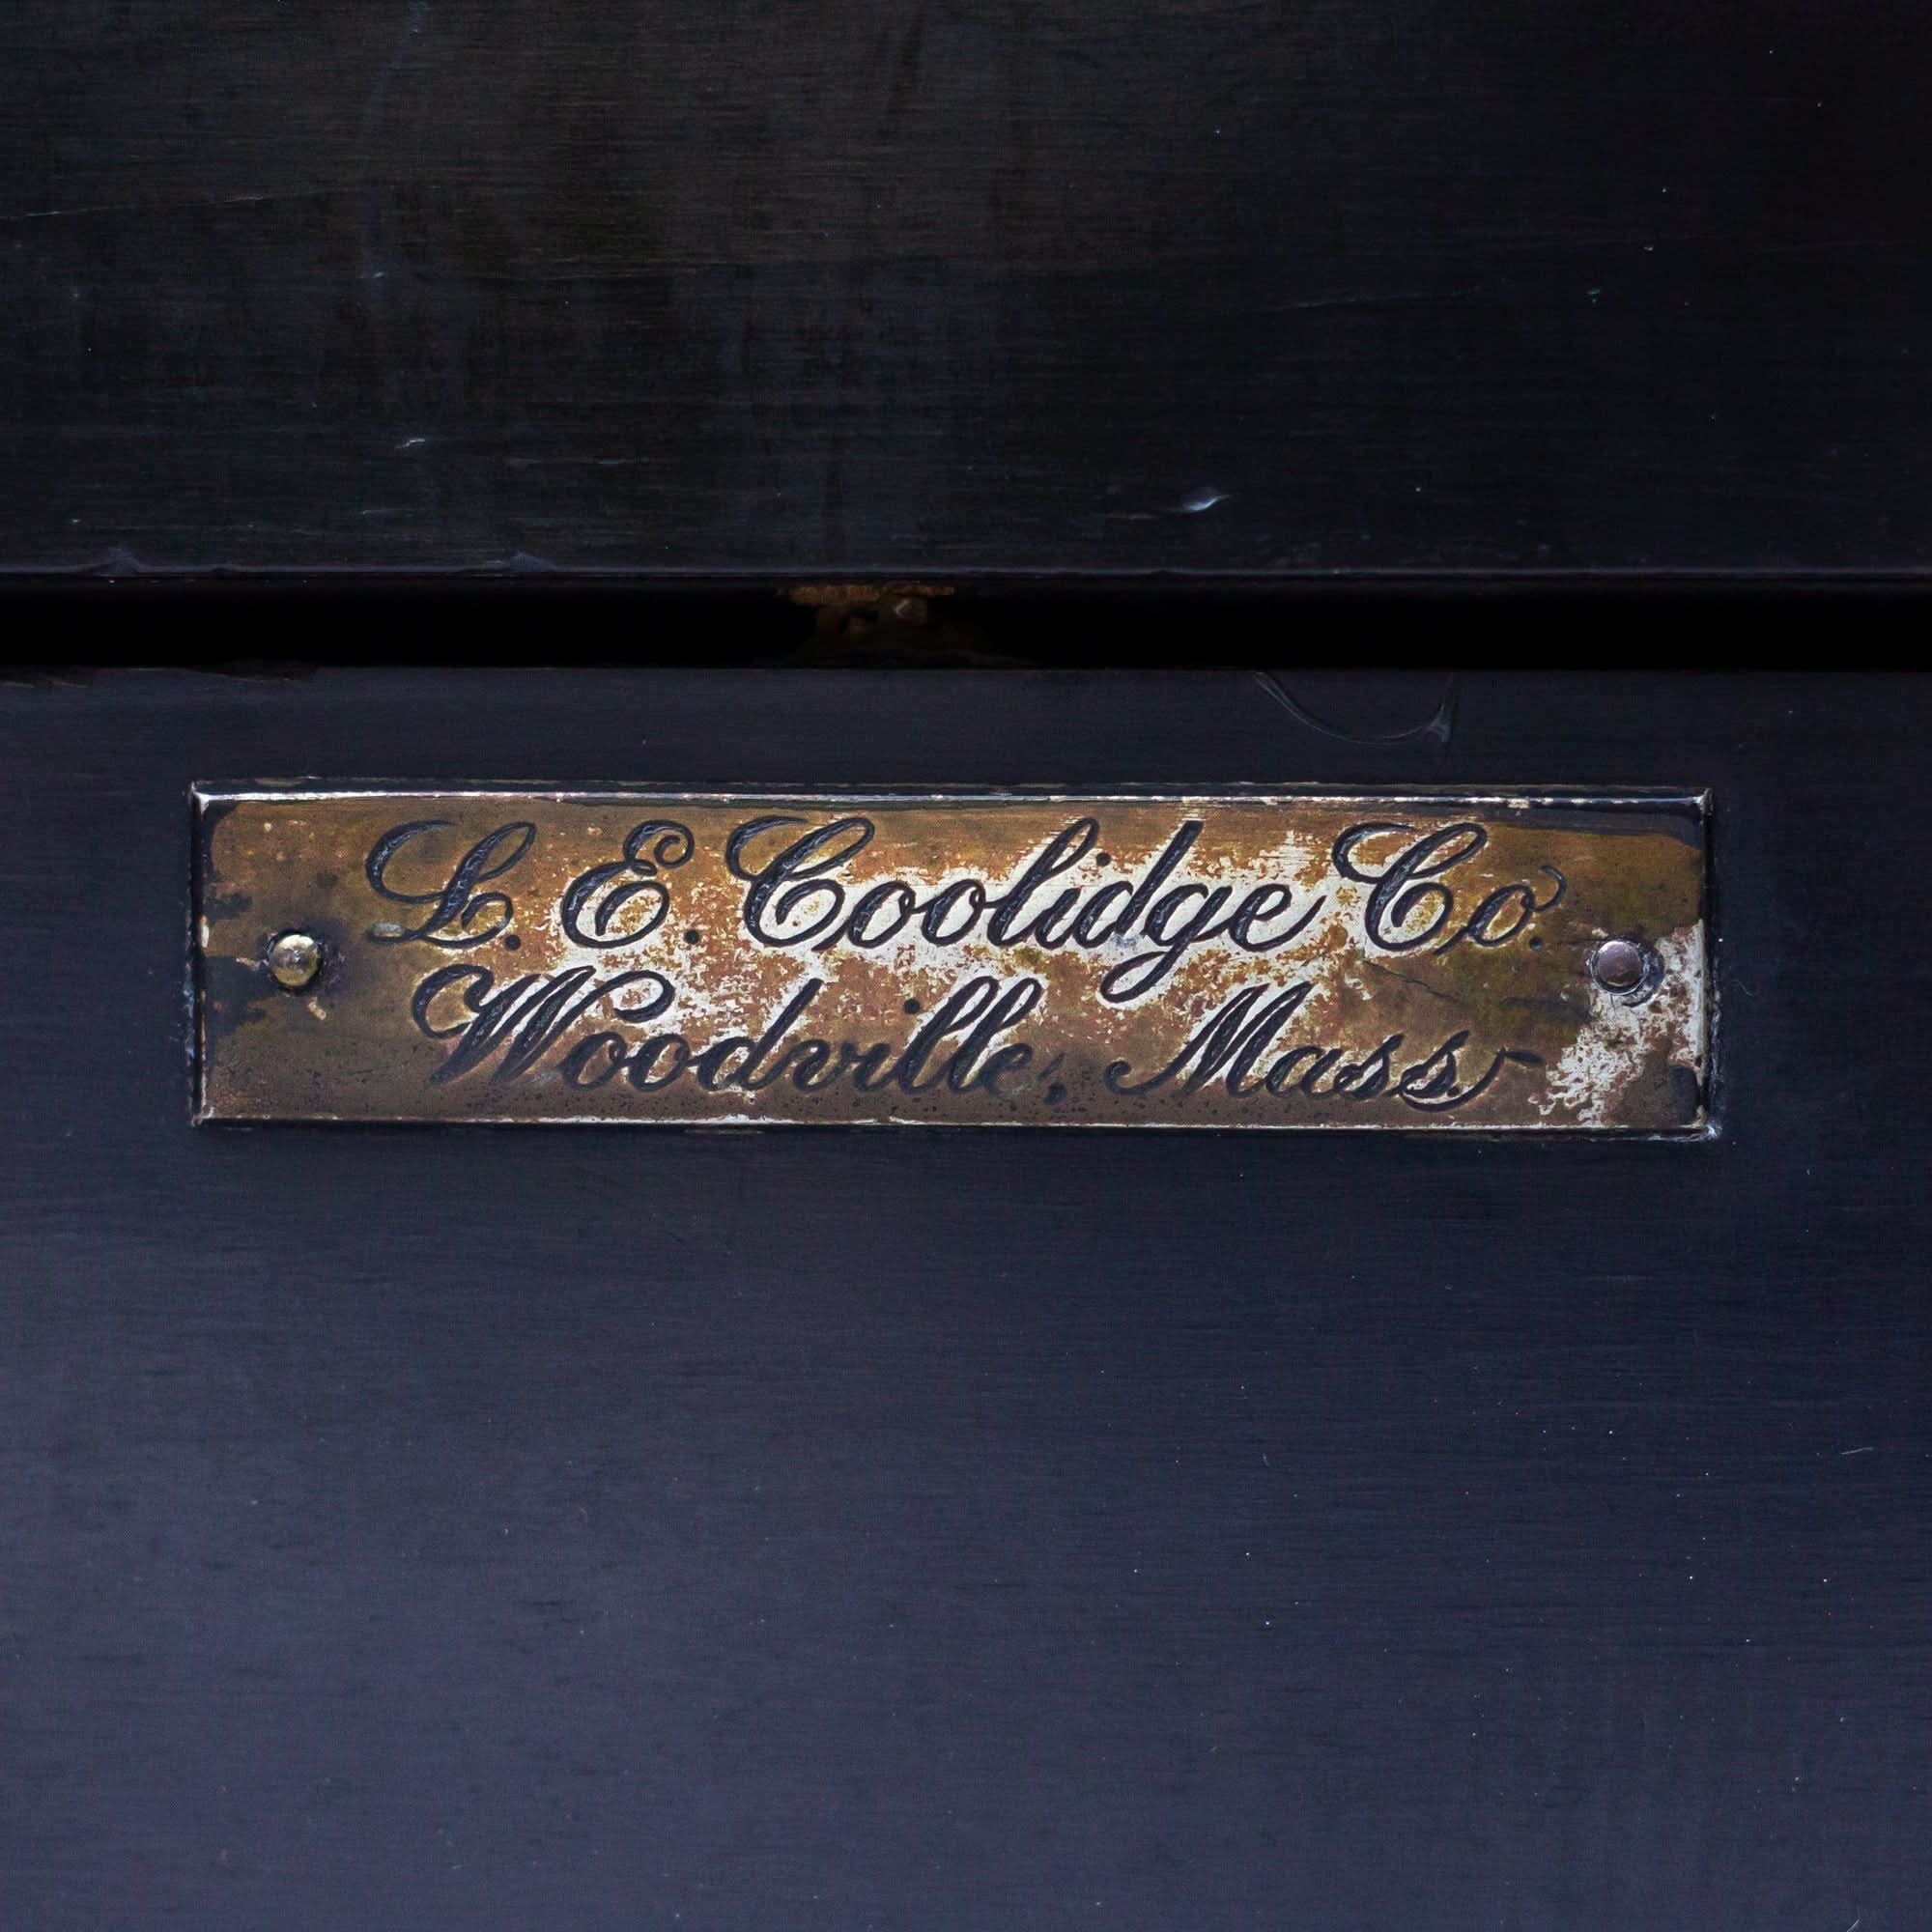 L. E. Coolidge Co.
Woodville, Mass.